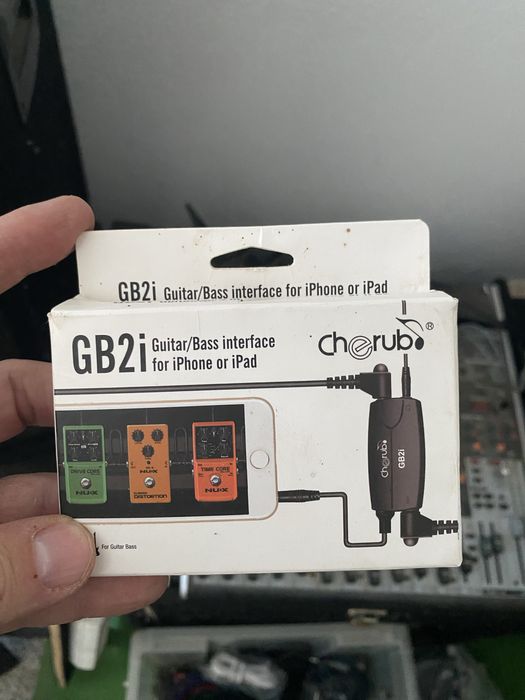 GB2i Guitar/Bass interface for iPhone or iPad
GB2i Guitar/Bass interface
for iPhone or iPad
cherub®
DRIVE CORE
NUX
NUX
DISTORTION
TIME CORE
NUX
cherub
GB2i
For Guitar Bass